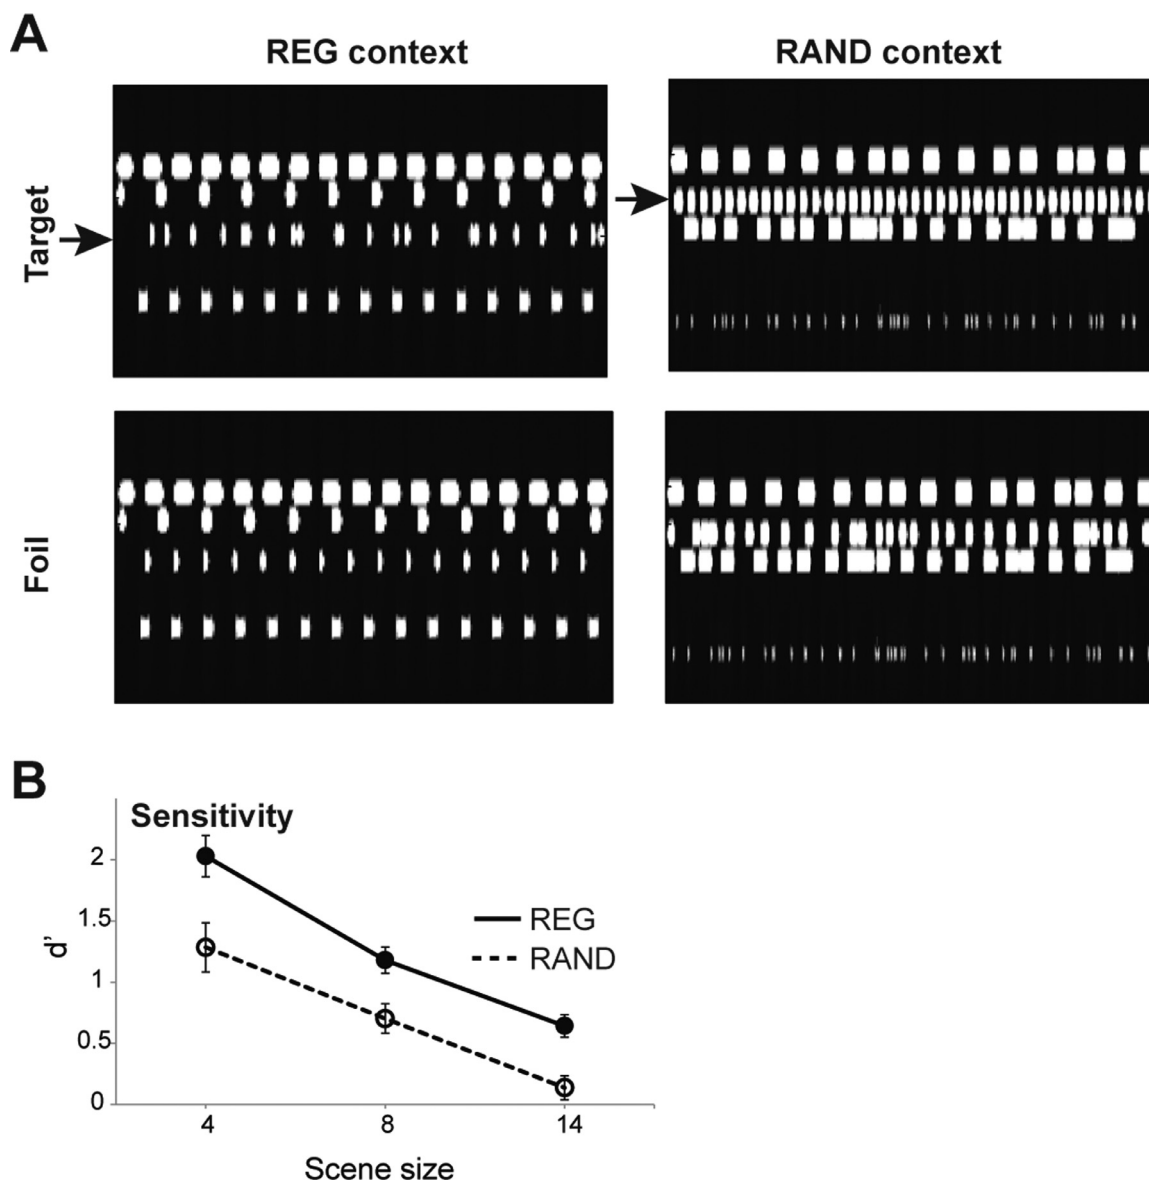 A
REG context
RAND context
Target
Foil
B
Sensitivity
2
1.5
1
0.5
0
d'
REG
RAND
4
8
14
Scene size